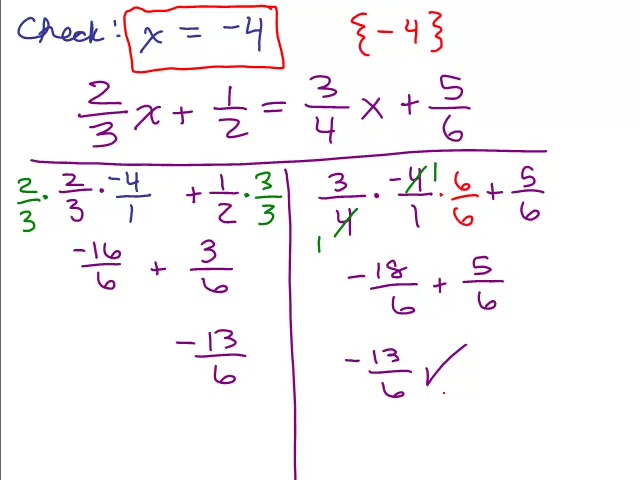 Check: x = -4 {-4}
2/3 x + 1/2 = 3/4 x + 5/6
2/3 · 2/3 · -4/1 + 1/2 · 3/3
-16/6 + 3/6
-13/6
3/4 · -4/1 · 6/6 + 5/6
1 1
-18/6 + 5/6
-13/6 ✓